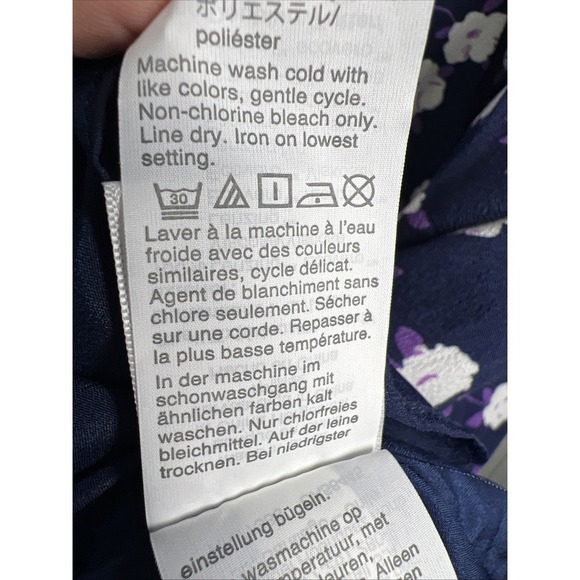 ポリエステル/
poliéster
Machine wash cold with
like colors, gentle cycle.
Non-chlorine bleach only.
Line dry. Iron on lowest
setting.
30
Laver à la machine à l'eau
froide avec des couleurs
similaires, cycle délicat.
Agent de blanchiment sans
chlore seulement. Sécher
sur une corde. Repasser à
la plus basse température.
In der maschine im
schonwaschgang mit
ähnlichen farben kalt
waschen. Nur chlorfreies
bleichmittel. Auf der leine
trocknen. Bei niedrigster
einstellung bügeln.
wasmachine op
met
Alleen